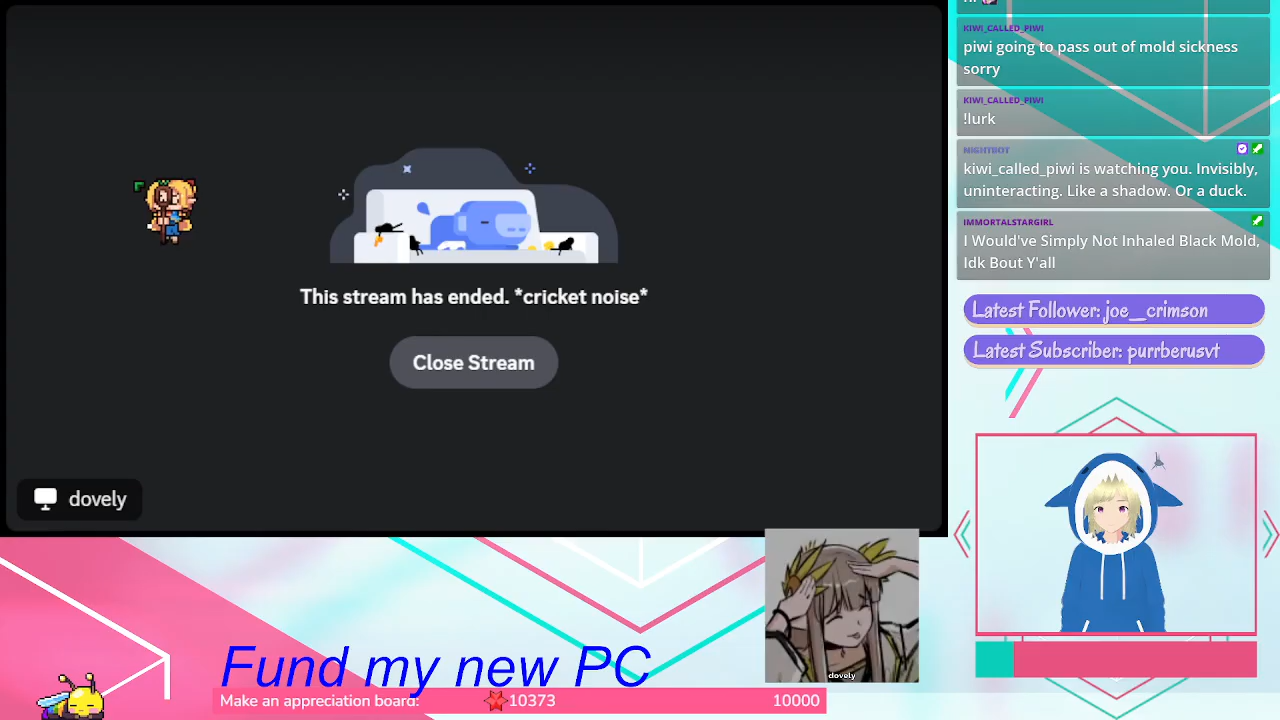 KIWI_CALLED_PIWI
piwi going to pass out of mold sickness
sorry
KIWI_CALLED_PIWI
!lurk
NIGHTBOT
kiwi_called_piwi is watching you. Invisibly,
uninteracting. Like a shadow. Or a duck.
IMMORTALSTARGIRL
I Would've Simply Not Inhaled Black Mold,
Idk Bout Y'all
Latest Follower: joe__crimson
Latest Subscriber: purrberusvt
This stream has ended. *cricket noise*
Close Stream
dovely
dovely
Fund my new PC
Make an appreciation board: 10373 10000